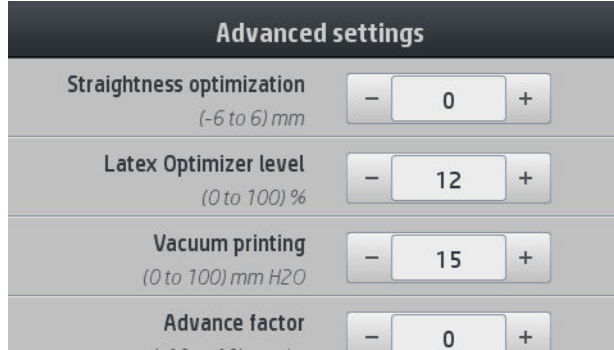 Advanced settings
Straightness optimization
(-6 to 6) mm
− 0 +
Latex Optimizer level
(0 to 100) %
− 12 +
Vacuum printing
(0 to 100) mm H2O
− 15 +
Advance factor
− 0 +